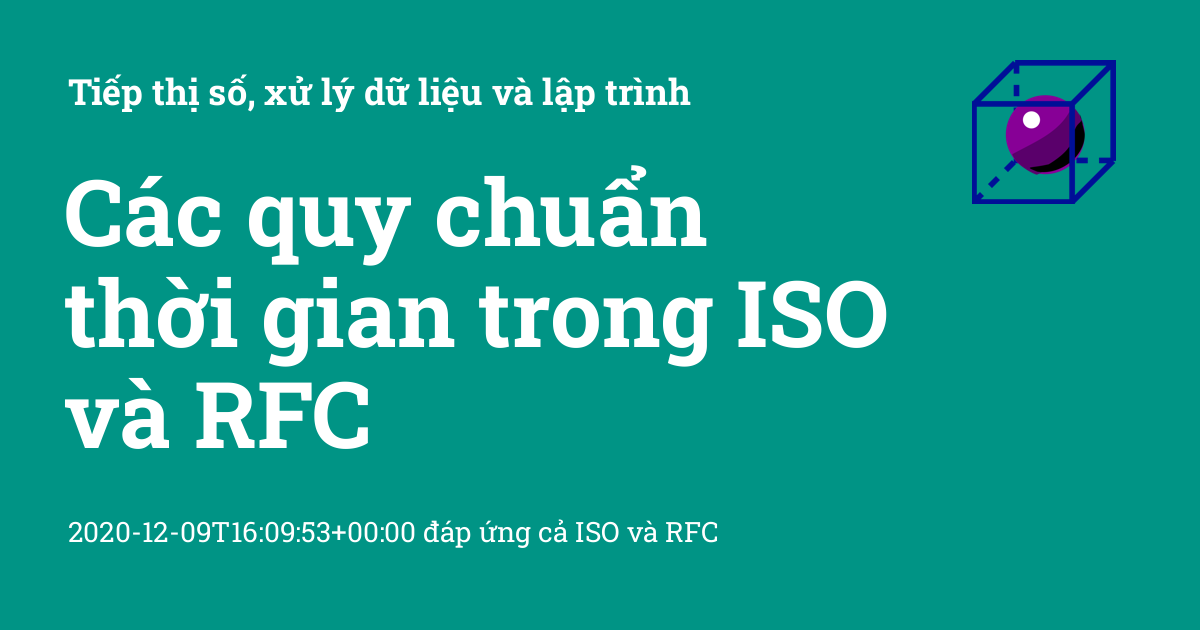 Tiếp thị số, xử lý dữ liệu và lập trình
Các quy chuẩn
thời gian trong ISO
và RFC
2020-12-09T16:09:53+00:00 đáp ứng cả ISO và RFC